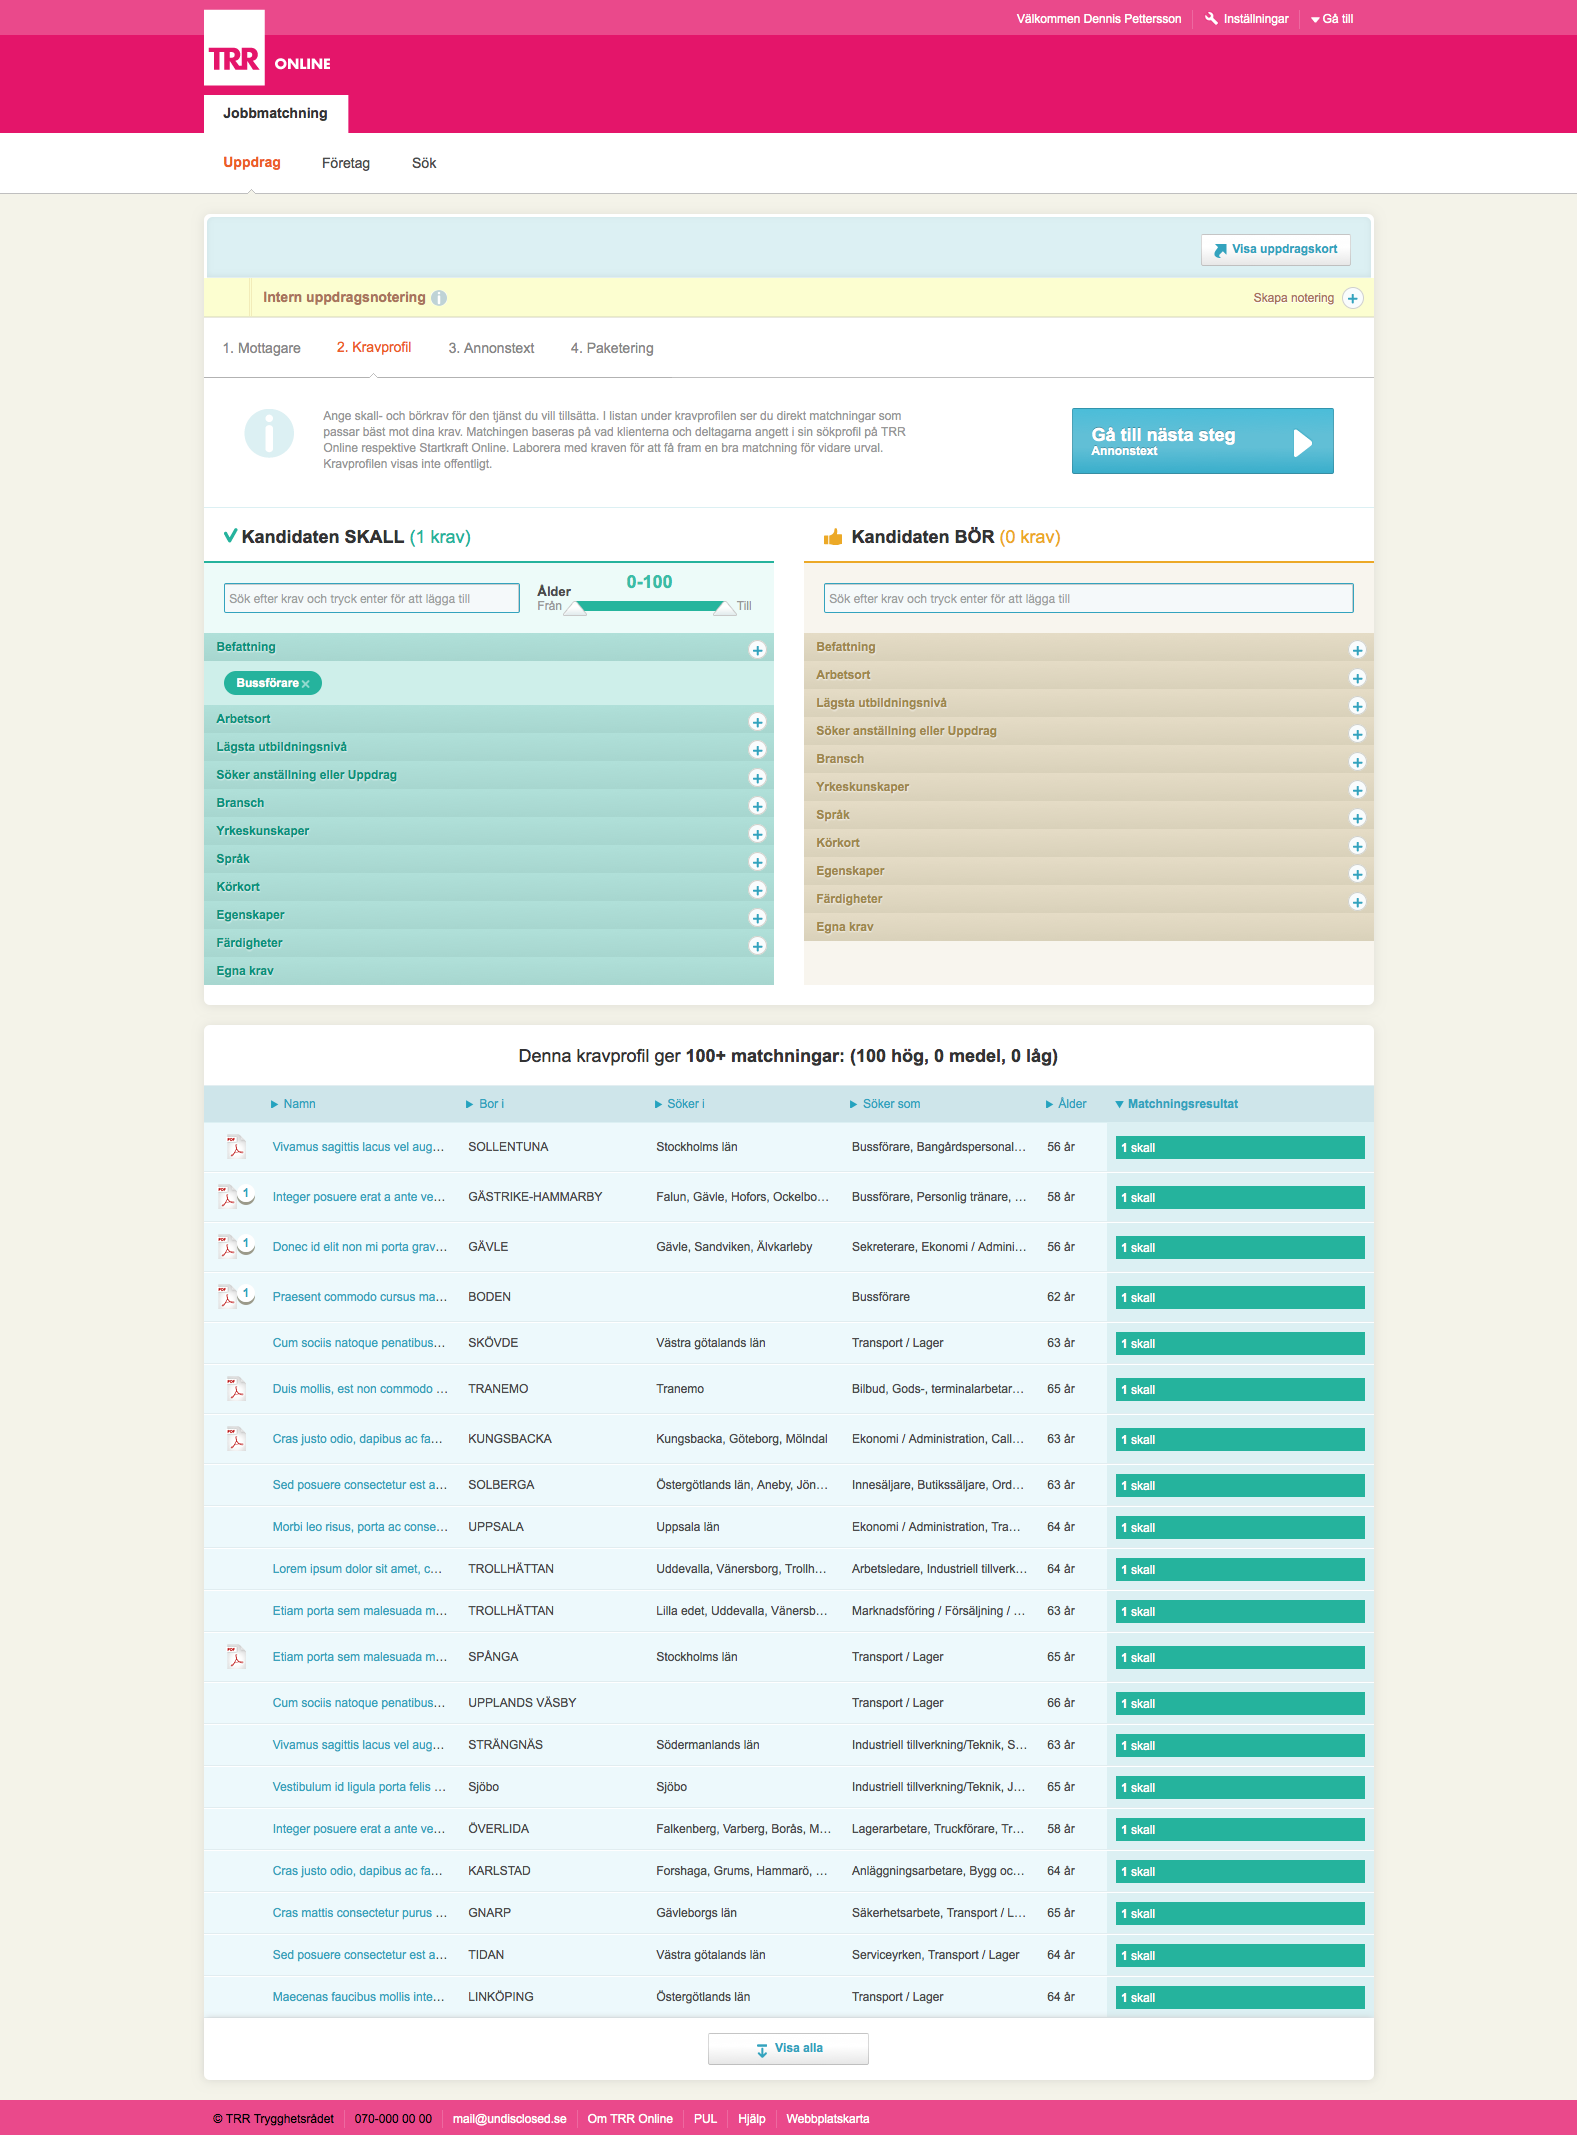 Välkommen Dennis Pettersson Inställningar Gå till
TRR ONLINE
Jobbmatchning
Uppdrag Företag Sök
Visa uppdragskort
Intern uppdragsnotering Skapa notering
1. Mottagare 2. Kravprofil 3. Annonstext 4. Paketering
Ange skall- och börkrav för den tjänst du vill tillsätta. I listan under kravprofilen ser du direkt matchningar som
passar bäst mot dina krav. Matchingen baseras på vad klienterna och deltagarna angett i sin sökprofil på TRR
Online respektive Startkraft Online. Laborera med kraven för att få fram en bra matchning för vidare urval.
Kravprofilen visas inte offentligt.
Gå till nästa steg
Annonstext
Kandidaten SKALL (1 krav)
Sök efter krav och tryck enter för att lägga till
Ålder
0-100
Från Till
Befattning
Bussförare
Arbetsort
Lägsta utbildningsnivå
Söker anställning eller Uppdrag
Bransch
Yrkeskunskaper
Språk
Körkort
Egenskaper
Färdigheter
Egna krav
Kandidaten BÖR (0 krav)
Sök efter krav och tryck enter för att lägga till
Befattning
Arbetsort
Lägsta utbildningsnivå
Söker anställning eller Uppdrag
Bransch
Yrkeskunskaper
Språk
Körkort
Egenskaper
Färdigheter
Egna krav
Denna kravprofil ger 100+ matchningar: (100 hög, 0 medel, 0 låg)
Namn Bor i Söker i Söker som Ålder Matchningsresultat
PDF Vivamus sagittis lacus vel aug... SOLLENTUNA Stockholms län Bussförare, Bangårdspersonal... 56 år 1 skall
PDF 1 Integer posuere erat a ante ve... GÄSTRIKE-HAMMARBY Falun, Gävle, Hofors, Ockelbo... Bussförare, Personlig tränare, ... 58 år 1 skall
PDF 1 Donec id elit non mi porta grav... GÄVLE Gävle, Sandviken, Älvkarleby Sekreterare, Ekonomi / Admini... 56 år 1 skall
PDF 1 Praesent commodo cursus ma... BODEN Bussförare 62 år 1 skall
Cum sociis natoque penatibus... SKÖVDE Västra götalands län Transport / Lager 63 år 1 skall
PDF Duis mollis, est non commodo ... TRANEMO Tranemo Bilbud, Gods-, terminalarbetar... 65 år 1 skall
PDF Cras justo odio, dapibus ac fa... KUNGSBACKA Kungsbacka, Göteborg, Mölndal Ekonomi / Administration, Call... 63 år 1 skall
Sed posuere consectetur est a... SOLBERGA Östergötlands län, Aneby, Jön... Innesäljare, Butikssäljare, Ord... 63 år 1 skall
Morbi leo risus, porta ac conse... UPPSALA Uppsala län Ekonomi / Administration, Tra... 64 år 1 skall
Lorem ipsum dolor sit amet, c... TROLLHÄTTAN Uddevalla, Vänersborg, Trollh... Arbetsledare, Industriell tillverk... 64 år 1 skall
Etiam porta sem malesuada m... TROLLHÄTTAN Lilla edet, Uddevalla, Vänersb... Marknadsföring / Försäljning / ... 63 år 1 skall
PDF Etiam porta sem malesuada m... SPÅNGA Stockholms län Transport / Lager 65 år 1 skall
Cum sociis natoque penatibus... UPPLANDS VÄSBY Transport / Lager 66 år 1 skall
Vivamus sagittis lacus vel aug... STRÄNGNÄS Södermanlands län Industriell tillverkning/Teknik, S... 63 år 1 skall
Vestibulum id ligula porta felis ... Sjöbo Sjöbo Industriell tillverkning/Teknik, J... 65 år 1 skall
Integer posuere erat a ante ve... ÖVERLIDA Falkenberg, Varberg, Borås, M... Lagerarbetare, Truckförare, Tr... 58 år 1 skall
Cras justo odio, dapibus ac fa... KARLSTAD Forshaga, Grums, Hammarö, ... Anläggningsarbetare, Bygg oc... 64 år 1 skall
Cras mattis consectetur purus ... GNARP Gävleborgs län Säkerhetsarbete, Transport / L... 65 år 1 skall
Sed posuere consectetur est a... TIDAN Västra götalands län Serviceyrken, Transport / Lager 64 år 1 skall
Maecenas faucibus mollis inte... LINKÖPING Östergötlands län Transport / Lager 64 år 1 skall
Visa alla
© TRR Trygghetsrådet 070-000 00 00 mail@undisclosed.se Om TRR Online PUL Hjälp Webbplatskarta